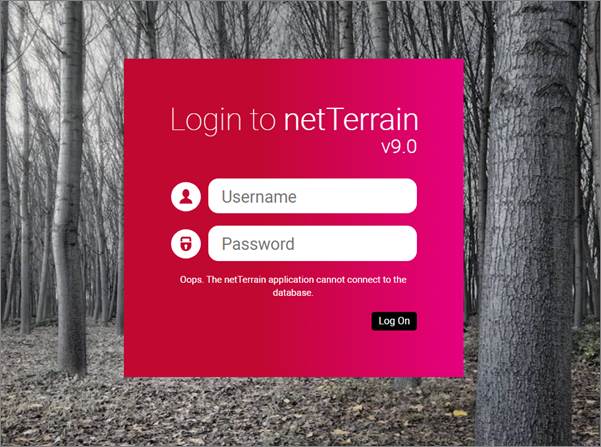 Login to netTerrain
v9.0
Username
Password
Oops. The netTerrain application cannot connect to the
database.
Log On